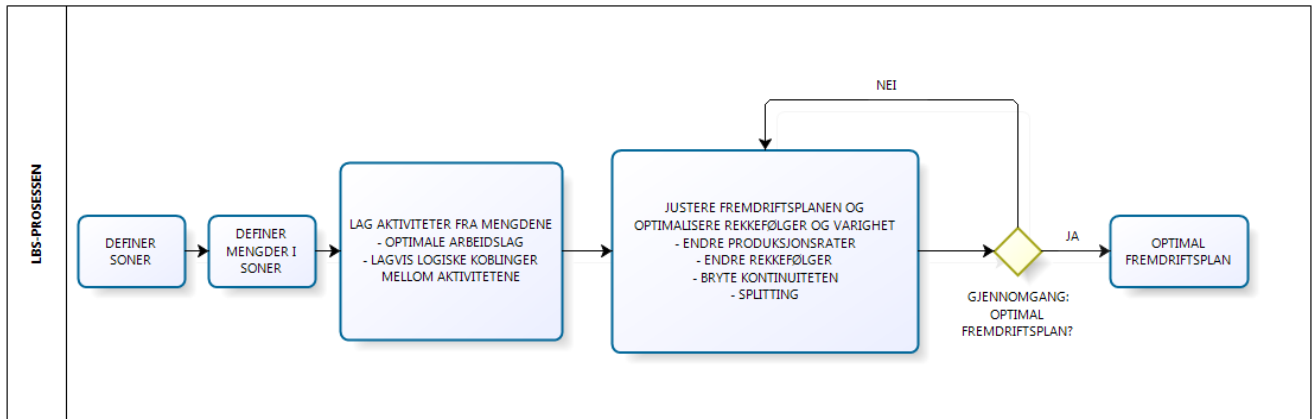 LBS-PROSESSEN
DEFINER
SONER
DEFINER
MENGDER I
SONER
LAG AKTIVITETER FRA MENGDENE
- OPTIMALE ARBEIDSLAG
- LAGVIS LOGISKE KOBLINGER
MELLOM AKTIVITETENE
JUSTERE FREMDRIFTSPLANEN OG
OPTIMALISERE REKKEFØLGER OG VARIGHET
- ENDRE PRODUKSJONSRATER
- ENDRE REKKEFØLGER
- BRYTE KONTINUITETEN
- SPLITTING
NEI
GJENNOMGANG:
OPTIMAL
FREMDRIFTSPLAN?
JA
OPTIMAL
FREMDRIFTSPLAN